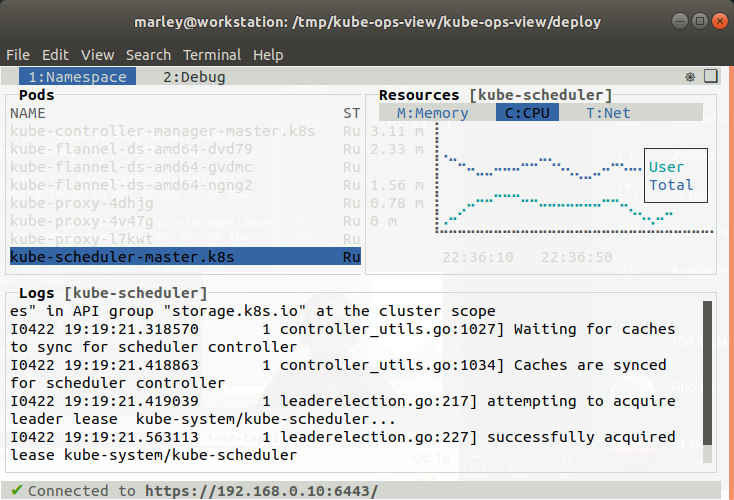 marley@workstation: /tmp/kube-ops-view/kube-ops-view/deploy
File Edit View Search Terminal Help
1:Namespace 2:Debug
Pods
NAME ST
kube-controller-manager-master.k8s Ru
kube-flannel-ds-amd64-dvd79 Ru
kube-flannel-ds-amd64-gvdmc Ru
kube-flannel-ds-amd64-ngng2 Ru
kube-proxy-4dhjg Ru
kube-proxy-4v47g Ru
kube-proxy-l7kwt Ru
kube-scheduler-master.k8s Ru
Resources [kube-scheduler]
M:Memory C:CPU T:Net
3.11 m
2.33 m
1.56 m
0.78 m
0 m
User
Total
22:36:10 22:36:50
Logs [kube-scheduler]
es" in API group "storage.k8s.io" at the cluster scope
I0422 19:19:21.318570 1 controller_utils.go:1027] Waiting for caches
to sync for scheduler controller
I0422 19:19:21.418863 1 controller_utils.go:1034] Caches are synced
for scheduler controller
I0422 19:19:21.419039 1 leaderelection.go:217] attempting to acquire
leader lease kube-system/kube-scheduler...
I0422 19:19:21.563113 1 leaderelection.go:227] successfully acquired
lease kube-system/kube-scheduler
-06:16
✔ Connected to https://192.168.0.10:6443/